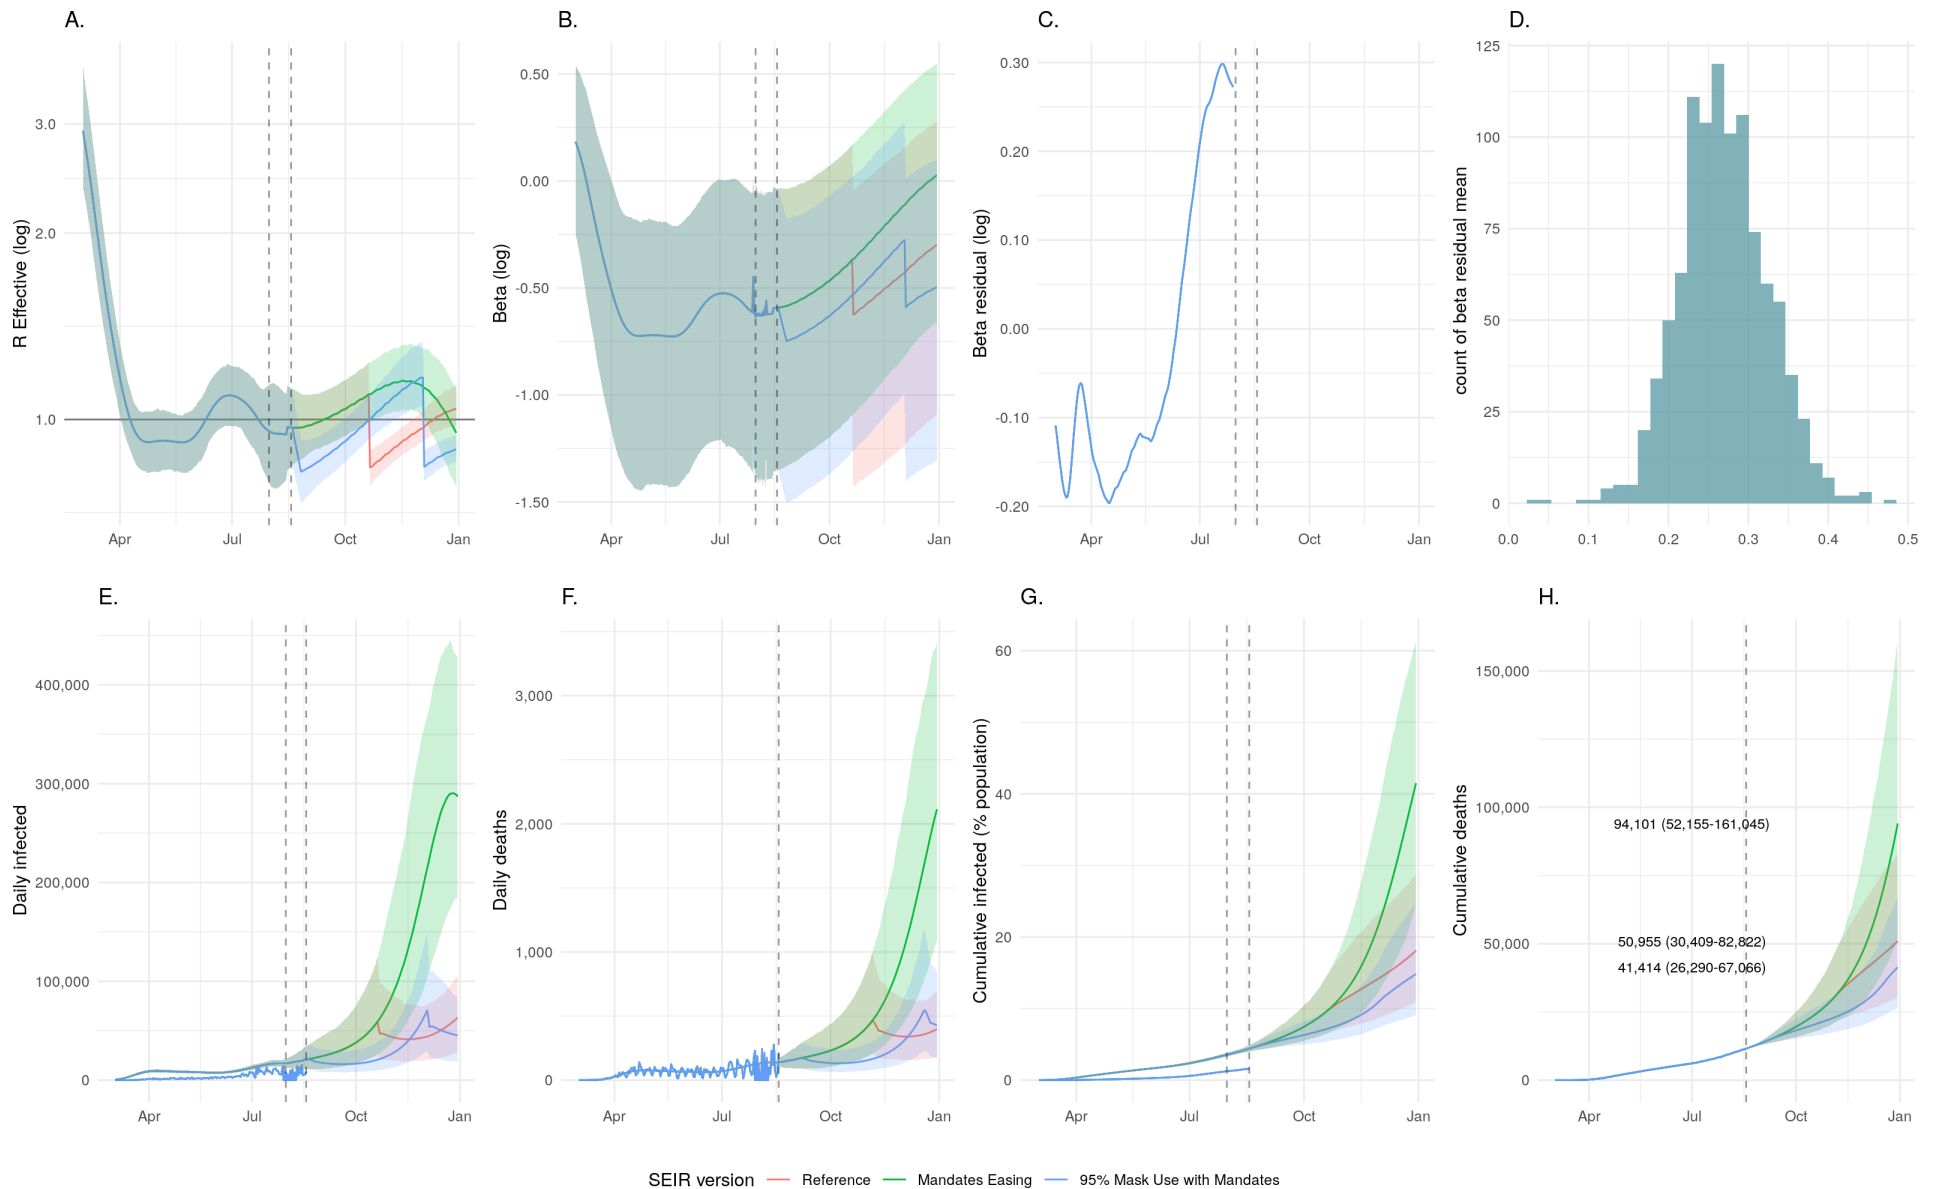 A.
B.
C.
D.
R Effective (log)
3.0
2.0
1.0
Apr
Jul
Oct
Jan
Beta (log)
0.50
0.00
-0.50
-1.00
-1.50
Apr
Jul
Oct
Jan
Beta residual (log)
0.30
0.20
0.10
0.00
-0.10
-0.20
Apr
Jul
Oct
Jan
count of beta residual mean
125
100
75
50
25
0
0.0
0.1
0.2
0.3
0.4
0.5
E.
F.
G.
H.
Daily infected
400,000
300,000
200,000
100,000
0
Apr
Jul
Oct
Jan
Daily deaths
3,000
2,000
1,000
0
Apr
Jul
Oct
Jan
Cumulative infected (% population)
60
40
20
0
Apr
Jul
Oct
Jan
Cumulative deaths
150,000
100,000
50,000
0
94,101 (52,155-161,045)
50,955 (30,409-82,822)
41,414 (26,290-67,066)
Apr
Jul
Oct
Jan
SEIR version
Reference
Mandates Easing
95% Mask Use with Mandates